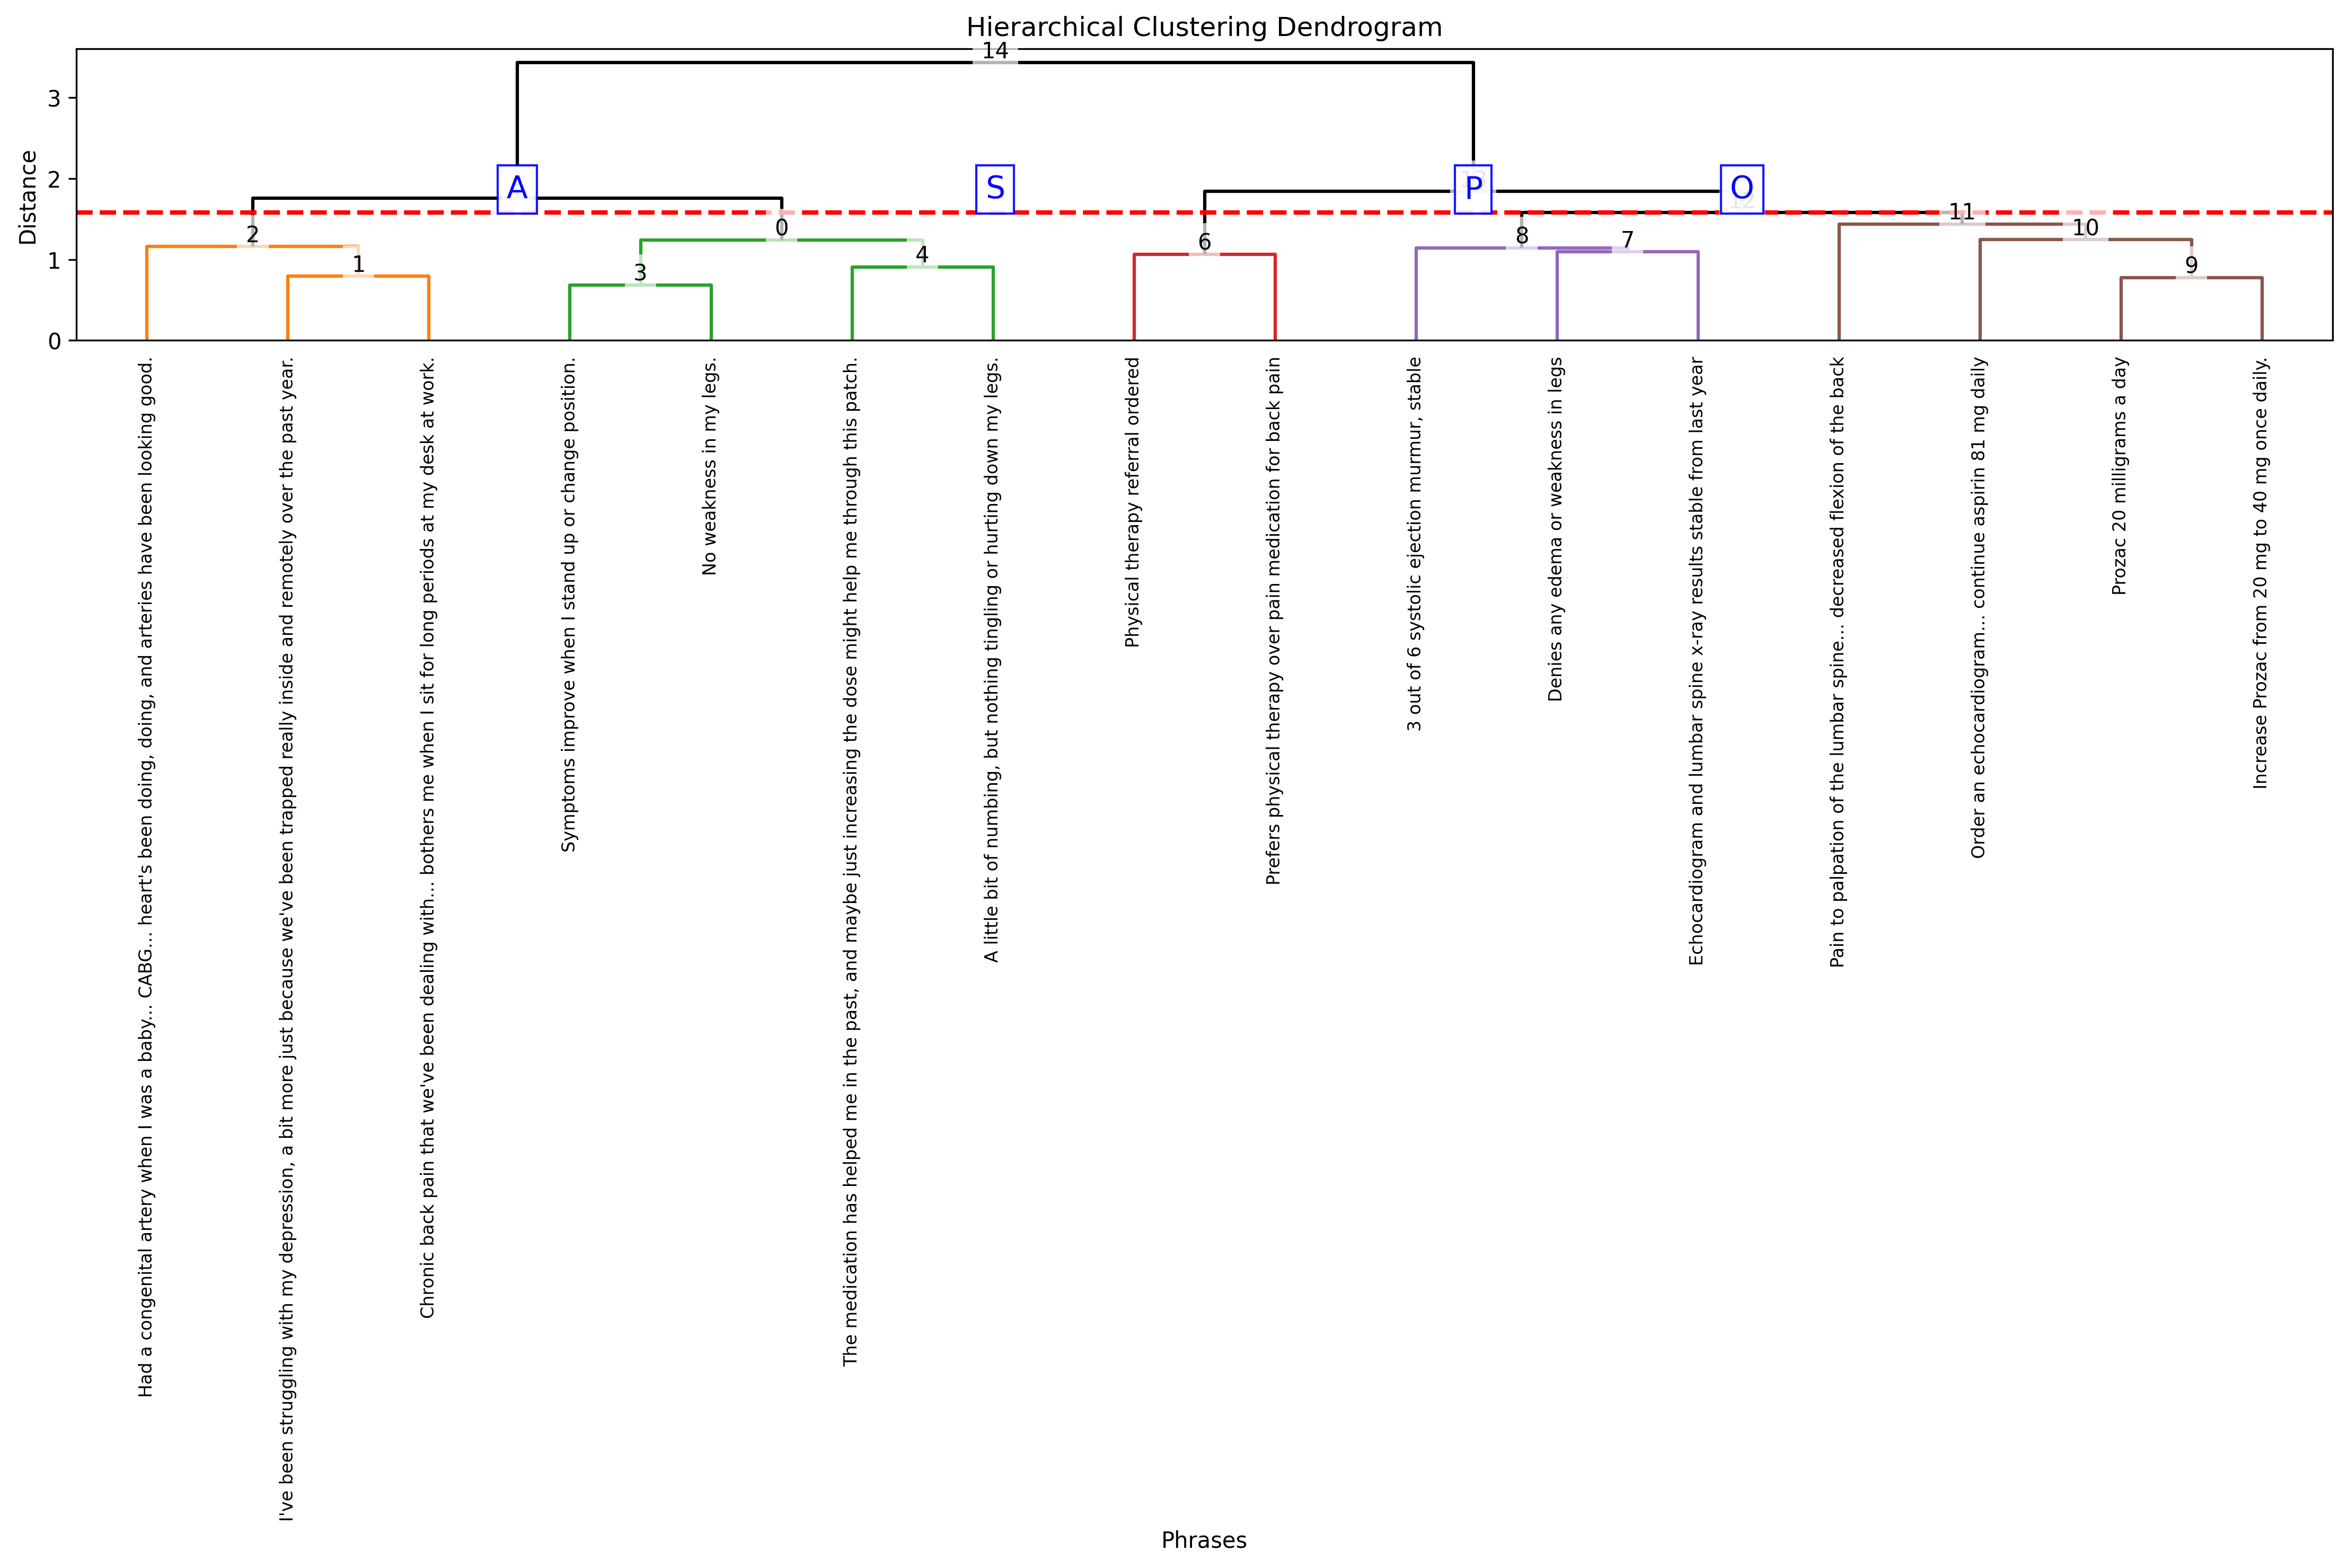 Hierarchical Clustering Dendrogram
14
3
2
1
0
Distance
A
S
P
O
13
12
2
1
0
3
4
6
8
7
11
10
9
Had a congenital artery when I was a baby... CABG... heart's been doing, doing, and arteries have been looking good.
I've been struggling with my depression, a bit more just because we've been trapped really inside and remotely over the past year.
Chronic back pain that we've been dealing with... bothers me when I sit for long periods at my desk at work.
Symptoms improve when I stand up or change position.
No weakness in my legs.
The medication has helped me in the past, and maybe just increasing the dose might help me through this patch.
A little bit of numbing, but nothing tingling or hurting down my legs.
Physical therapy referral ordered
Prefers physical therapy over pain medication for back pain
3 out of 6 systolic ejection murmur, stable
Denies any edema or weakness in legs
Echocardiogram and lumbar spine x-ray results stable from last year
Pain to palpation of the lumbar spine... decreased flexion of the back
Order an echocardiogram... continue aspirin 81 mg daily
Prozac 20 milligrams a day
Increase Prozac from 20 mg to 40 mg once daily.
Phrases